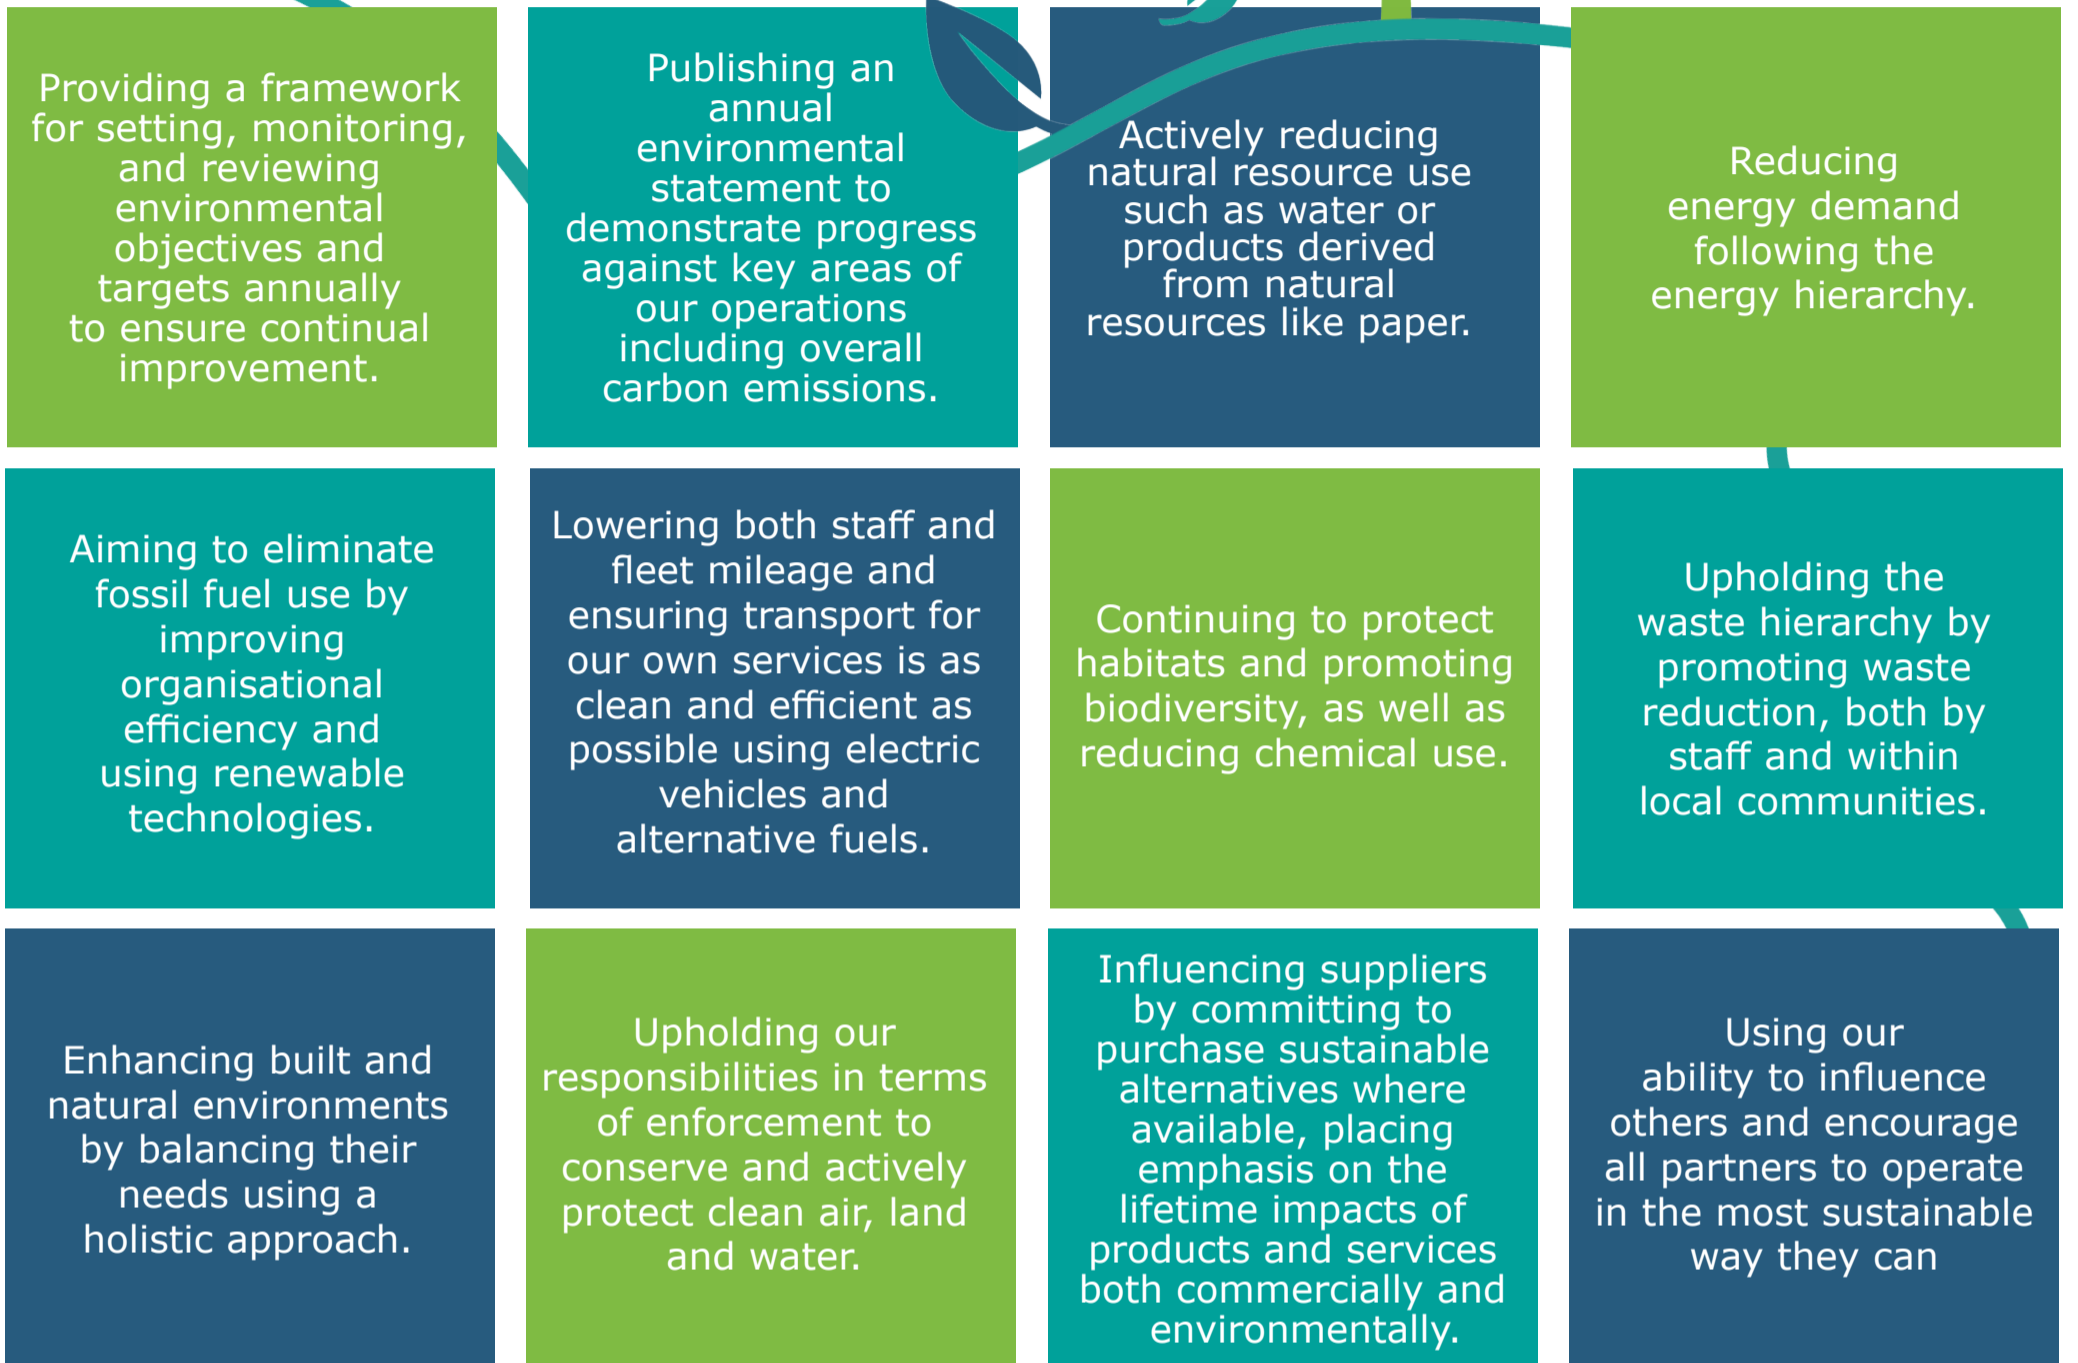 Providing a framework
for setting, monitoring,
and reviewing
environmental
objectives and
targets annually
to ensure continual
improvement.
Publishing an
annual
environmental
statement to
demonstrate progress
against key areas of
our operations
including overall
carbon emissions.
Actively reducing
natural resource use
such as water or
products derived
from natural
resources like paper.
Reducing
energy demand
following the
energy hierarchy.
Aiming to eliminate
fossil fuel use by
improving
organisational
efficiency and
using renewable
technologies.
Lowering both staff and
fleet mileage and
ensuring transport for
our own services is as
clean and efficient as
possible using electric
vehicles and
alternative fuels.
Continuing to protect
habitats and promoting
biodiversity, as well as
reducing chemical use.
Upholding the
waste hierarchy by
promoting waste
reduction, both by
staff and within
local communities.
Enhancing built and
natural environments
by balancing their
needs using a
holistic approach.
Upholding our
responsibilities in terms
of enforcement to
conserve and actively
protect clean air, land
and water.
Influencing suppliers
by committing to
purchase sustainable
alternatives where
available, placing
emphasis on the
lifetime impacts of
products and services
both commercially and
environmentally.
Using our
ability to influence
others and encourage
all partners to operate
in the most sustainable
way they can